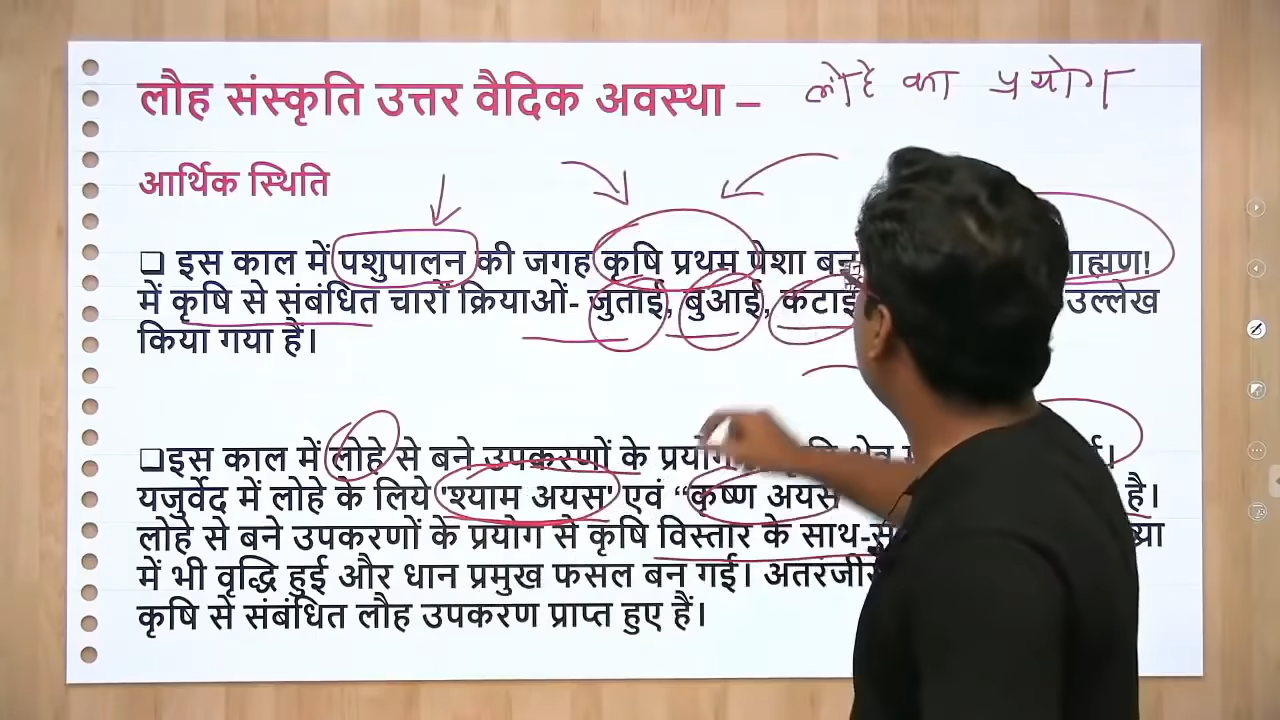 लौह संस्कृति उत्तर वैदिक अवस्था – लोहे का प्रयोग
आर्थिक स्थिति
❑ इस काल में पशुपालन की जगह कृषि प्रथम पेशा बन
में कृषि से संबंधित चारों क्रियाओं- जुताई, बुआई, कटाई उल्लेख
किया गया है।
❑इस काल में लोहे से बने उपकरणों के प्रयोग
यजुर्वेद में लोहे के लिये 'श्याम अयस' एवं “कृष्ण अयस है।
लोहे से बने उपकरणों के प्रयोग से कृषि विस्तार के साथ-
में भी वृद्धि हुई और धान प्रमुख फसल बन गई।
कृषि से संबंधित लौह उपकरण प्राप्त हुए हैं।